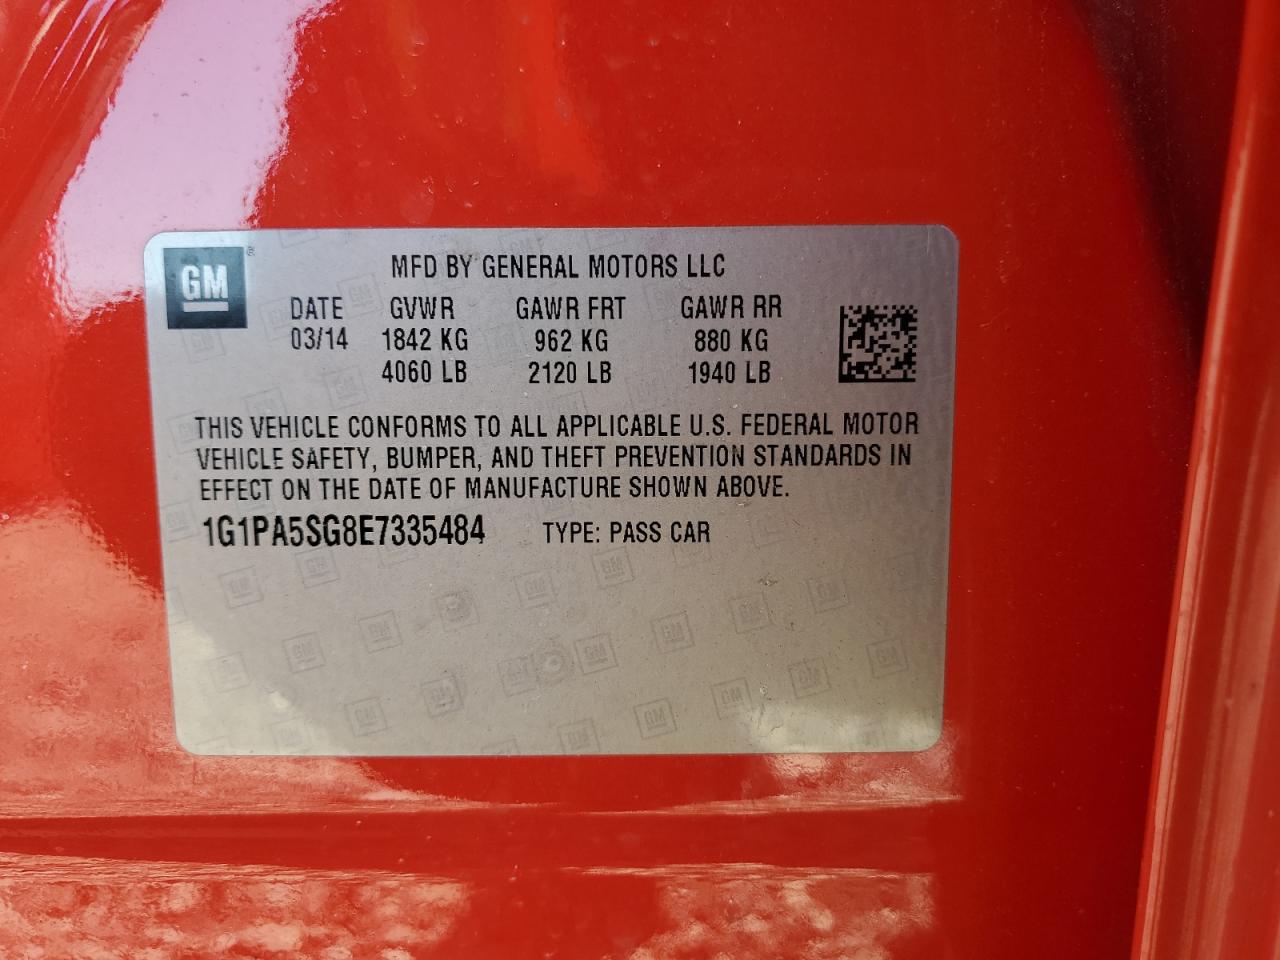 GM
MFD BY GENERAL MOTORS LLC
DATE GVWR GAWR FRT GAWR RR
03/14 1842 KG 962 KG 880 KG
4060 LB 2120 LB 1940 LB
THIS VEHICLE CONFORMS TO ALL APPLICABLE U.S. FEDERAL MOTOR
VEHICLE SAFETY, BUMPER, AND THEFT PREVENTION STANDARDS IN
EFFECT ON THE DATE OF MANUFACTURE SHOWN ABOVE.
1G1PA5SG8E7335484 TYPE: PASS CAR